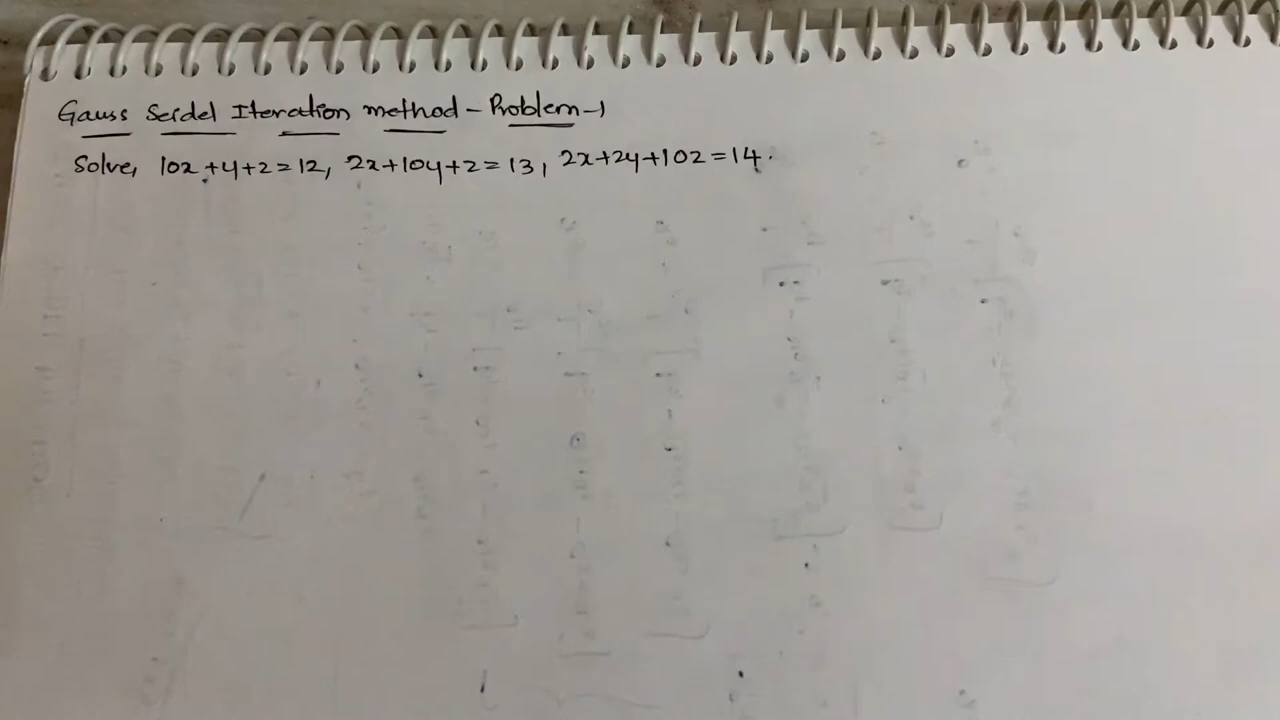 Gauss Seidel Iteration method - Problem-1
Solve, 10x+y+z=12, 2x+10y+z=13, 2x+2y+10z=14.